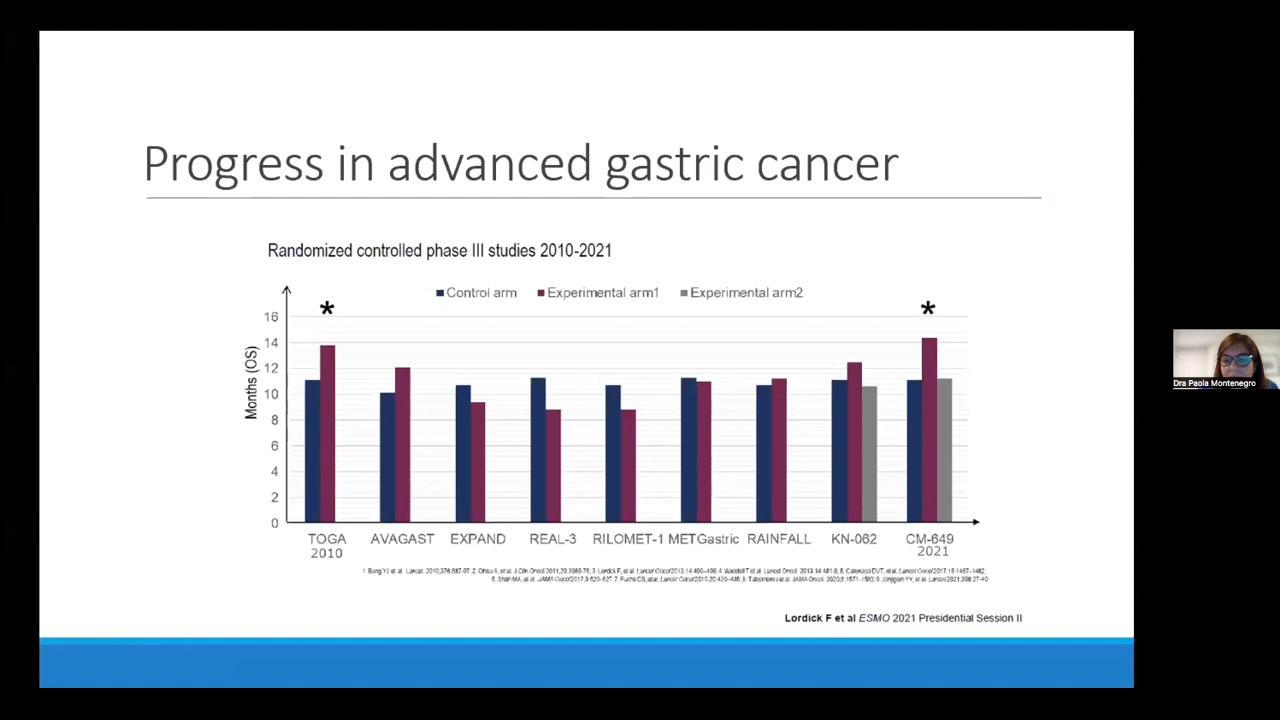 Progress in advanced gastric cancer
Randomized controlled phase III studies 2010-2021
Control arm Experimental arm1 Experimental arm2
* *
Months (OS)
16
14
12
10
8
6
4
2
0
TOGA AVAGAST EXPAND REAL-3 RILOMET-1 METGastric RAINFALL KN-062 CM-649
2010 2021
Lordick F et al ESMO 2021 Presidential Session II
Dra Paola Montenegro